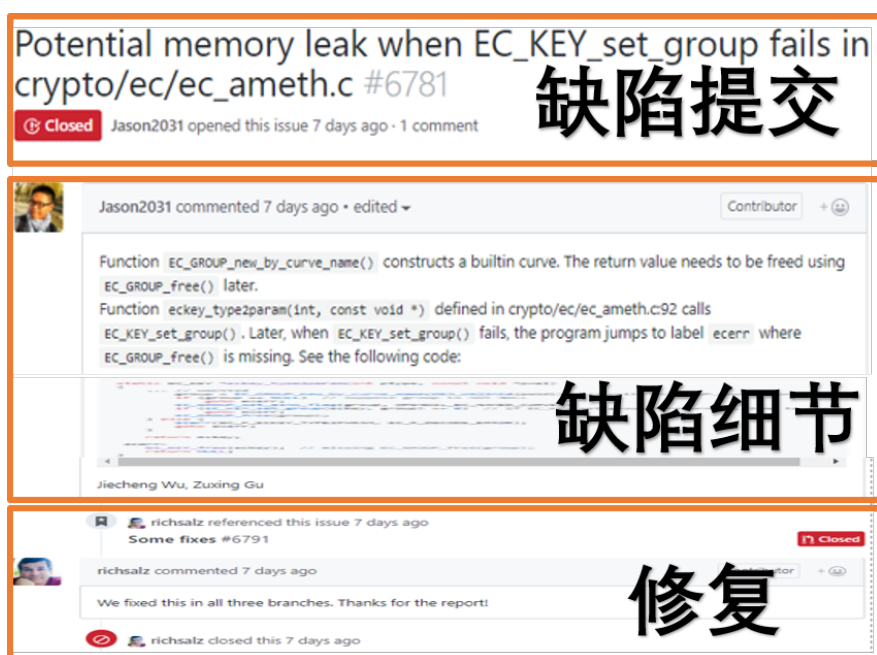 Potential memory leak when EC_KEY_set_group fails in
crypto/ec/ec_ameth.c #6781
缺陷提交
Closed Jason2031 opened this issue 7 days ago · 1 comment
Jason2031 commented 7 days ago • edited
Contributor
Function EC_GROUP_new_by_curve_name() constructs a builtin curve. The return value needs to be freed using
EC_GROUP_free() later.
Function eckey_type2param(int, const void *) defined in crypto/ec/ec_ameth.c:92 calls
EC_KEY_set_group(). Later, when EC_KEY_set_group() fails, the program jumps to label ecerr where
EC_GROUP_free() is missing. See the following code:
缺陷细节
Jiecheng Wu, Zuxing Gu
richsalz referenced this issue 7 days ago
Some fixes #6791
Closed
richsalz commented 7 days ago
修复
We fixed this in all three branches. Thanks for the report!
richsalz closed this 7 days ago